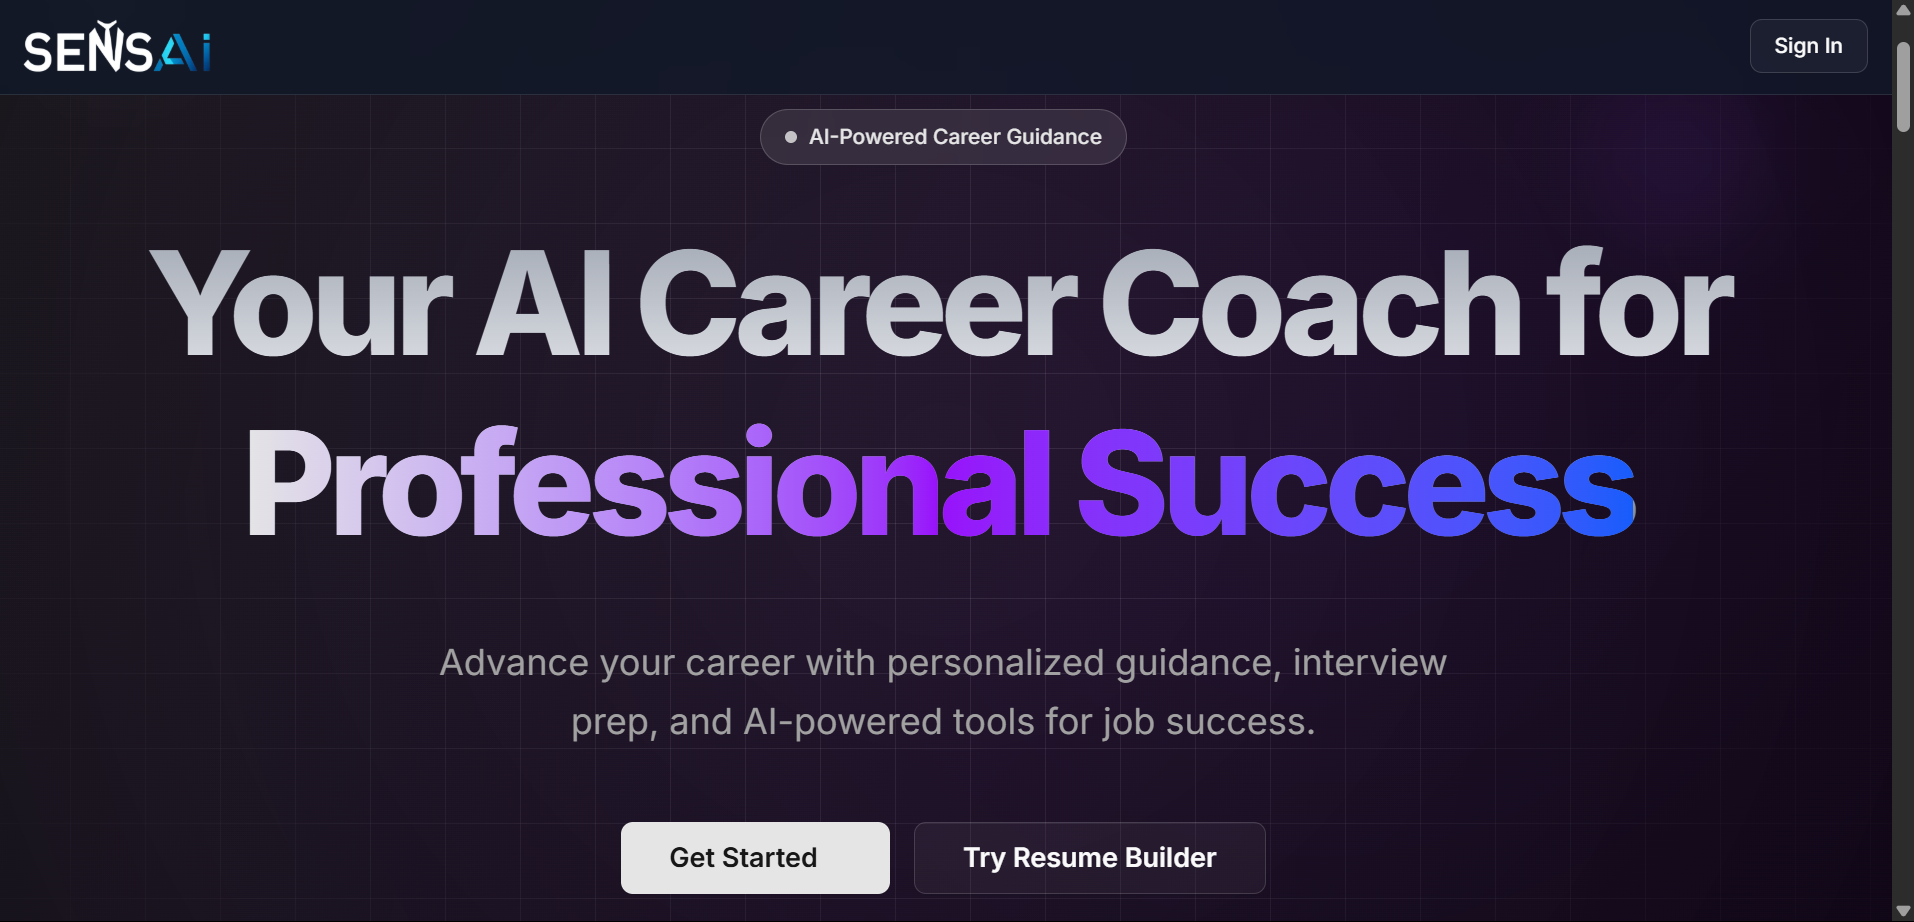 SENSAi
Sign In
AI-Powered Career Guidance
Your AI Career Coach for
Professional Success
Advance your career with personalized guidance, interview
prep, and AI-powered tools for job success.
Get Started
Try Resume Builder